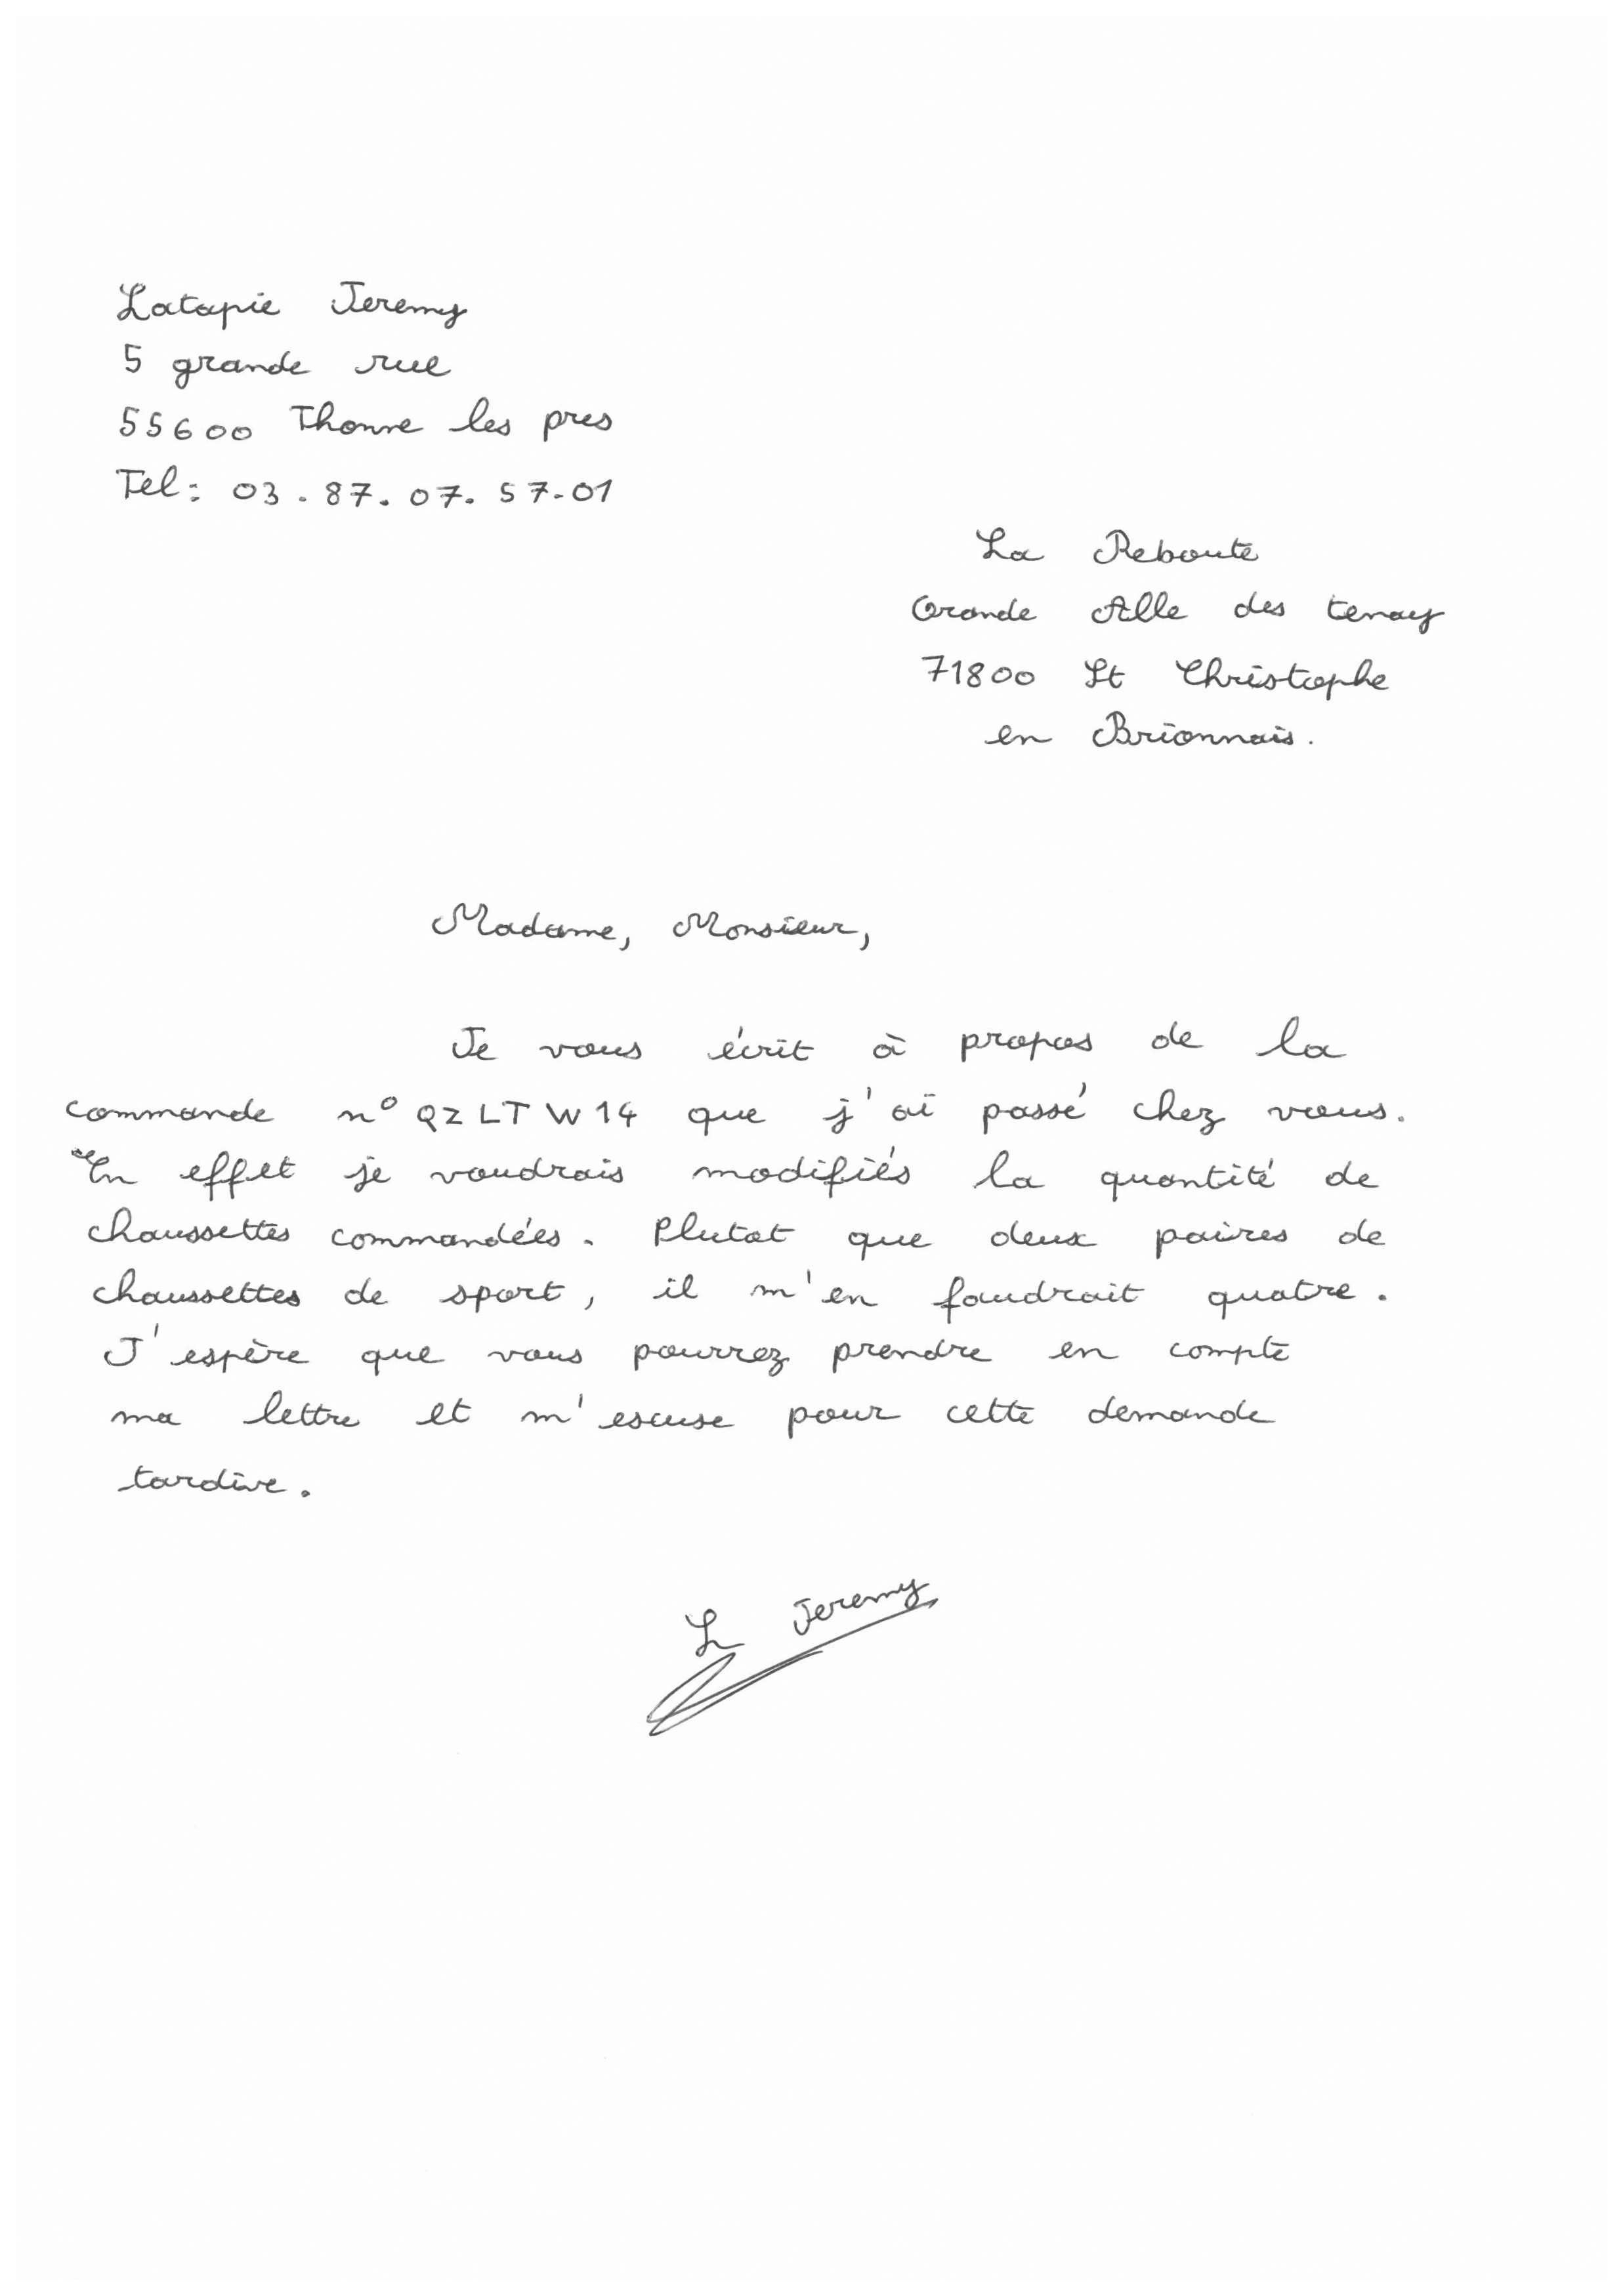 Latapie Jeremy
5 grande rue
55600 Thonne les pres
Tel : 03.87.07.57.01
La Reboute
Grande Alle des tenay
71800 St Christophe
en Brionnais.
Madame, Monsieur,
Je vous écrit à propos de la
commande n° QZLTW14 que j'ai passé chez vous.
En effet je voudrais modifiés la quantité de
chaussettes commandées. Plutot que deux paires de
chaussettes de sport, il m'en faudrait quatre.
J'espère que vous pourrez prendre en compte
ma lettre et m'escuse pour cette demande
tardive.
L Jeremy